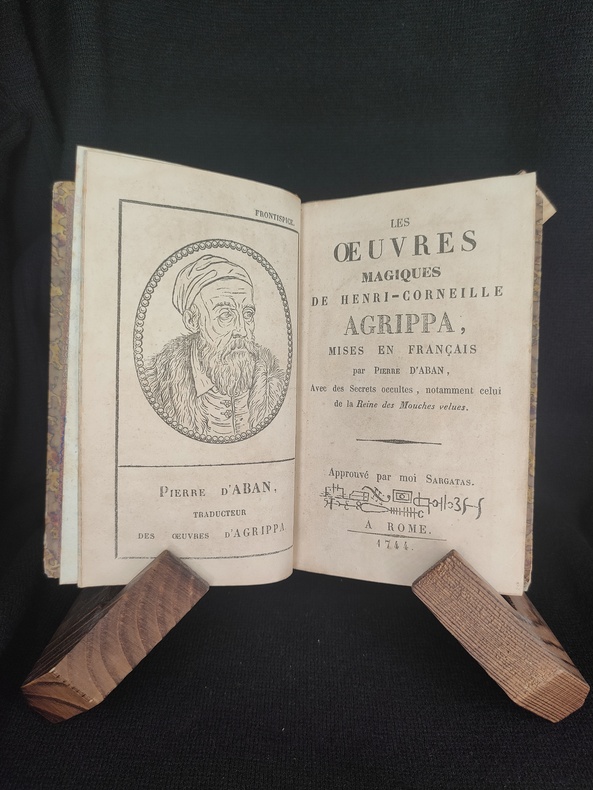 FRONTISPICE.
PIERRE D'ABAN,
TRADUCTEUR
DES ŒUVRES D'AGRIPPA
LES
ŒUVRES
MAGIQUES
DE HENRI-CORNEILLE
AGRIPPA,
MISES EN FRANÇAIS
par PIERRE D'ABAN,
Avec des Secrets occultes, notamment celui
de la Reine des Mouches velues.
Approuvé par moi SARGATAS.
A ROME.
1744.